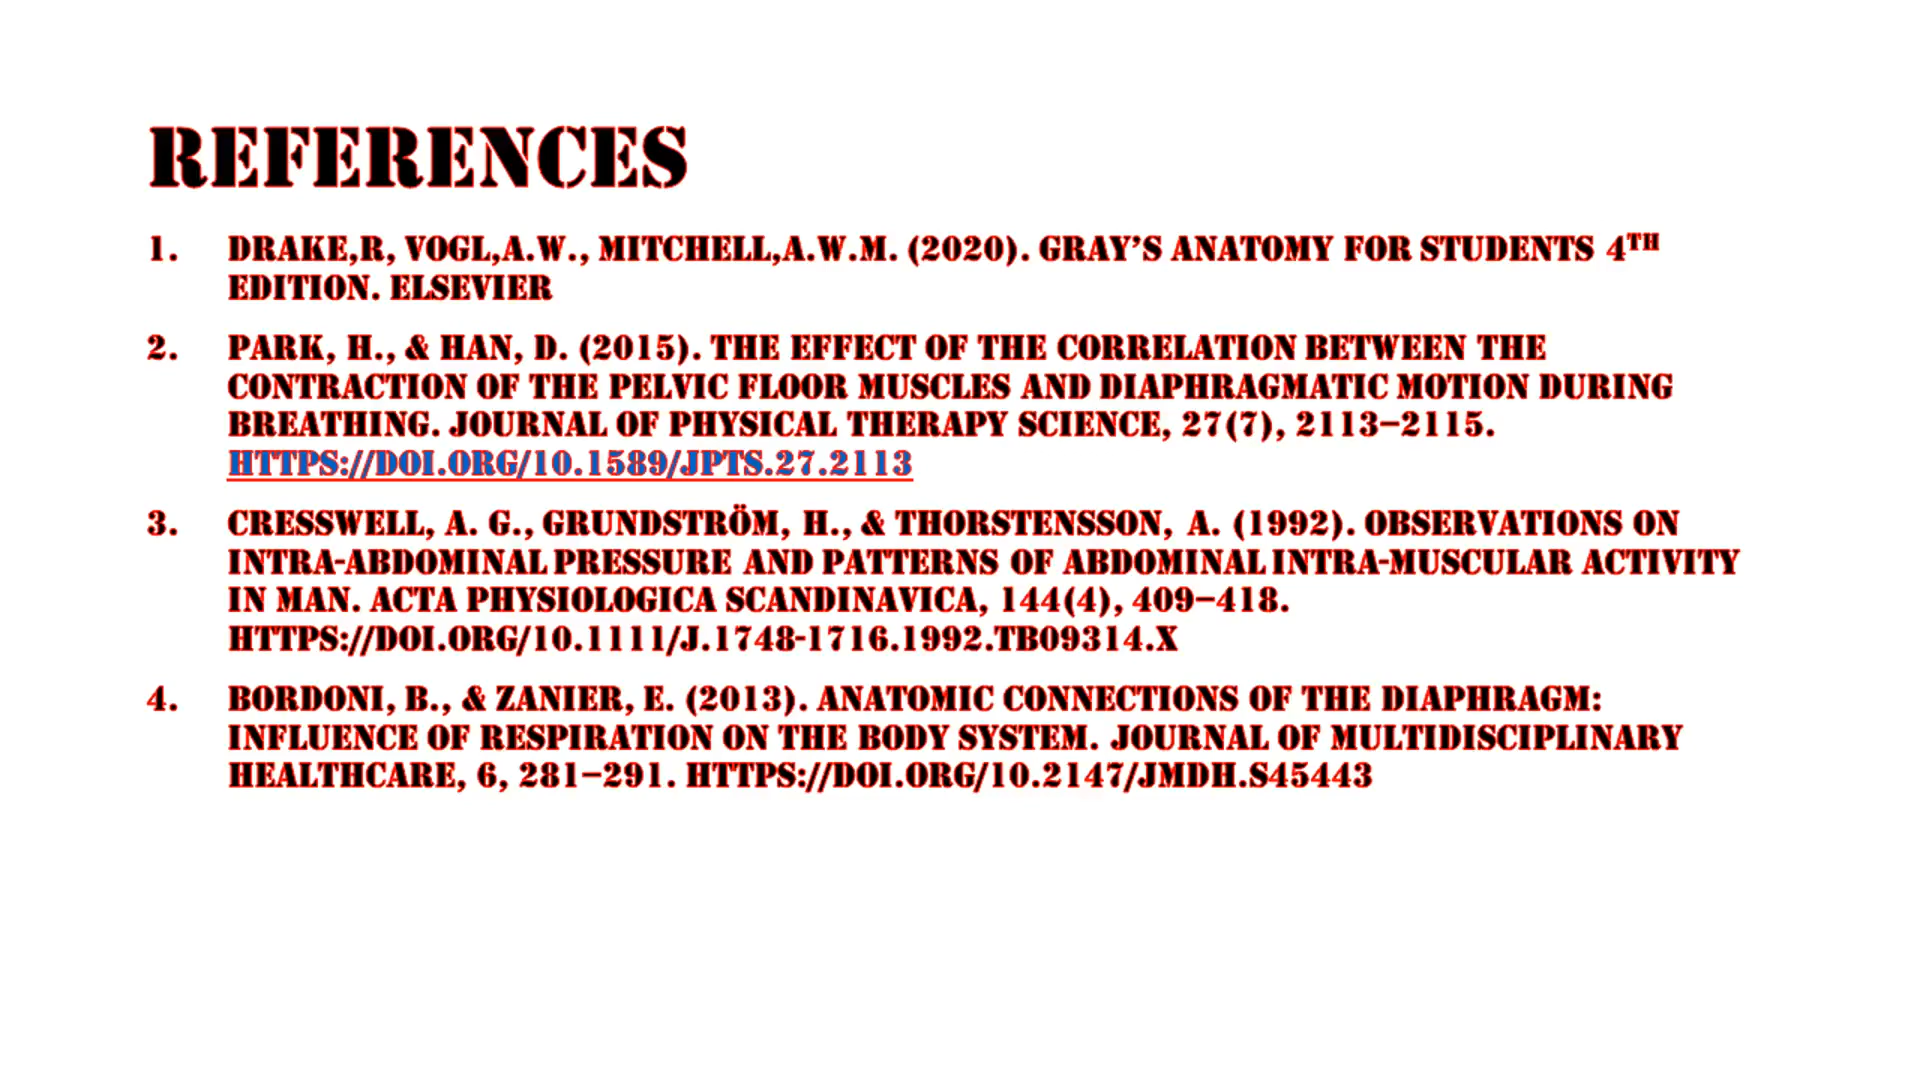 REFERENCES
1. DRAKE,R, VOGL,A.W., MITCHELL,A.W.M. (2020). GRAY'S ANATOMY FOR STUDENTS 4TH
EDITION. ELSEVIER
2. PARK, H., & HAN, D. (2015). THE EFFECT OF THE CORRELATION BETWEEN THE
CONTRACTION OF THE PELVIC FLOOR MUSCLES AND DIAPHRAGMATIC MOTION DURING
BREATHING. JOURNAL OF PHYSICAL THERAPY SCIENCE, 27(7), 2113–2115.
HTTPS://DOI.ORG/10.1589/JPTS.27.2113
3. CRESSWELL, A. G., GRUNDSTRÖM, H., & THORSTENSSON, A. (1992). OBSERVATIONS ON
INTRA-ABDOMINAL PRESSURE AND PATTERNS OF ABDOMINAL INTRA-MUSCULAR ACTIVITY
IN MAN. ACTA PHYSIOLOGICA SCANDINAVICA, 144(4), 409–418.
HTTPS://DOI.ORG/10.1111/J.1748-1716.1992.TB09314.X
4. BORDONI, B., & ZANIER, E. (2013). ANATOMIC CONNECTIONS OF THE DIAPHRAGM:
INFLUENCE OF RESPIRATION ON THE BODY SYSTEM. JOURNAL OF MULTIDISCIPLINARY
HEALTHCARE, 6, 281–291. HTTPS://DOI.ORG/10.2147/JMDH.S45443